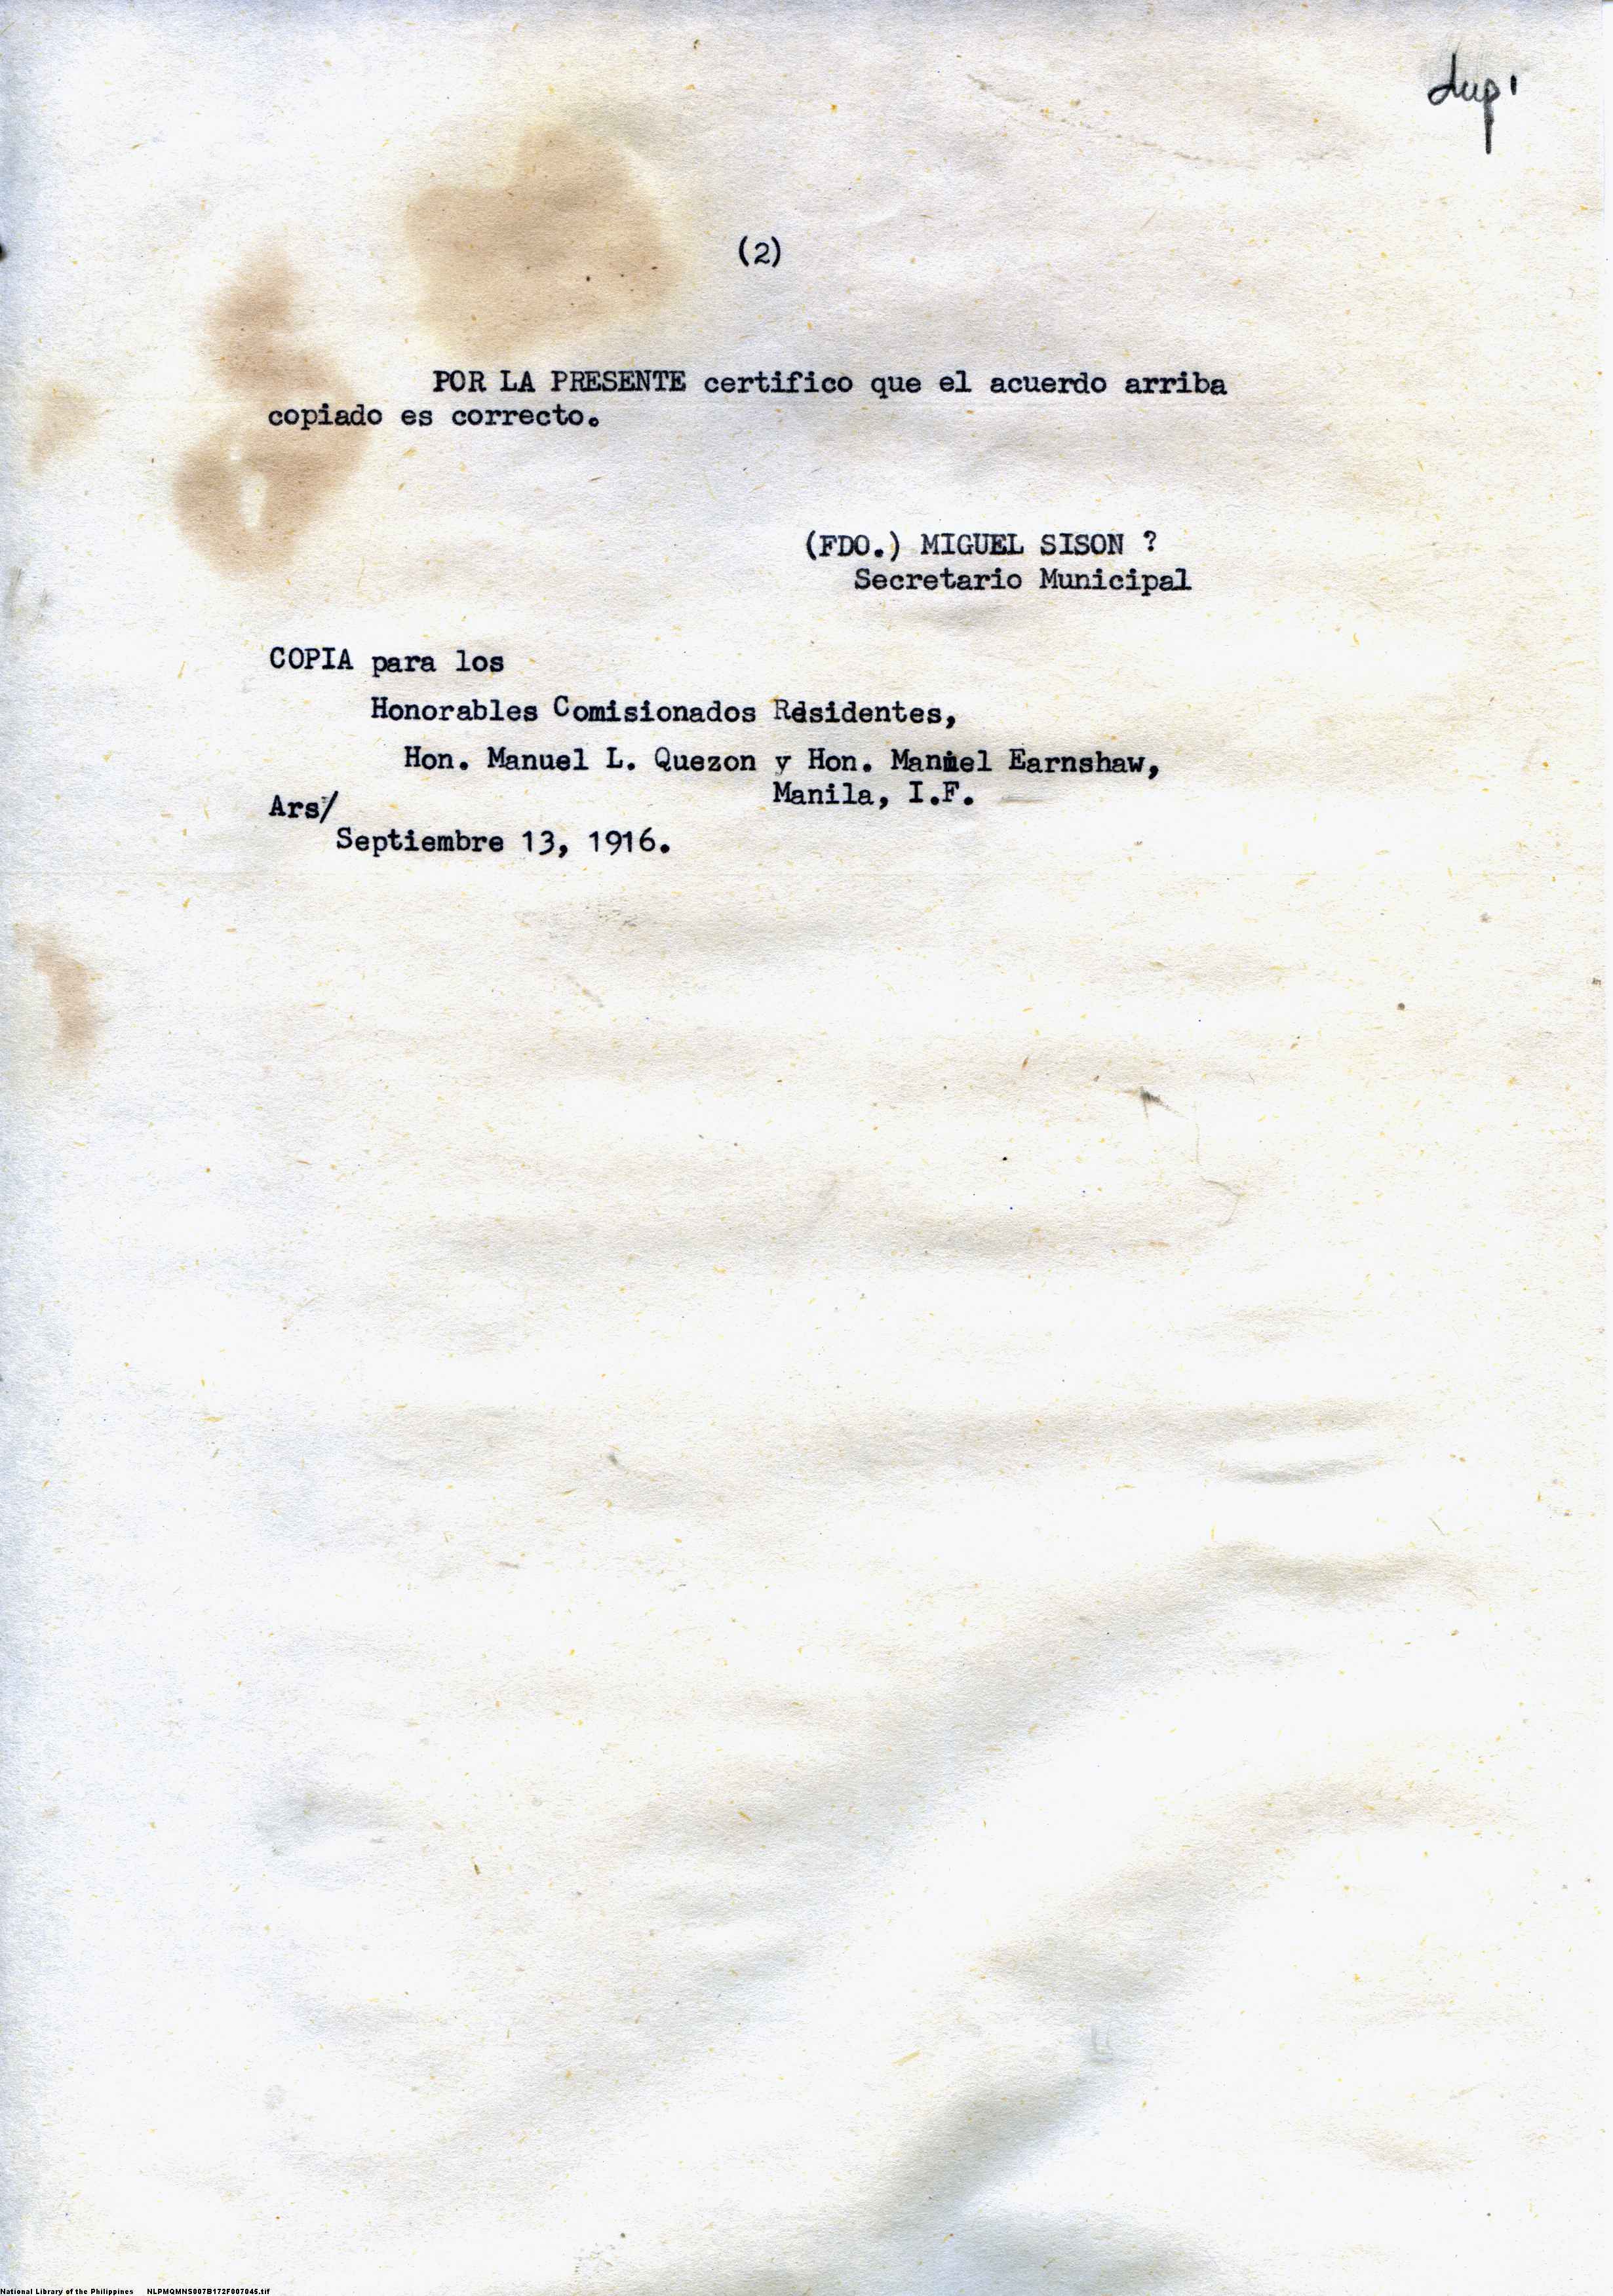 dup'
(2)
POR LA PRESENTE certifico que el acuerdo arriba
copiado es correcto.
(FDO.) MIGUEL SISON ?
Secretario Municipal
COPIA para los
Honorables Comisionados Residentes,
Hon. Manuel L. Quezon y Hon. Manuel Earnshaw,
Manila, I.F.
Ars/
Septiembre 13, 1916.
National Library of the Philippines NLPMQMNS007B172F007045.tif